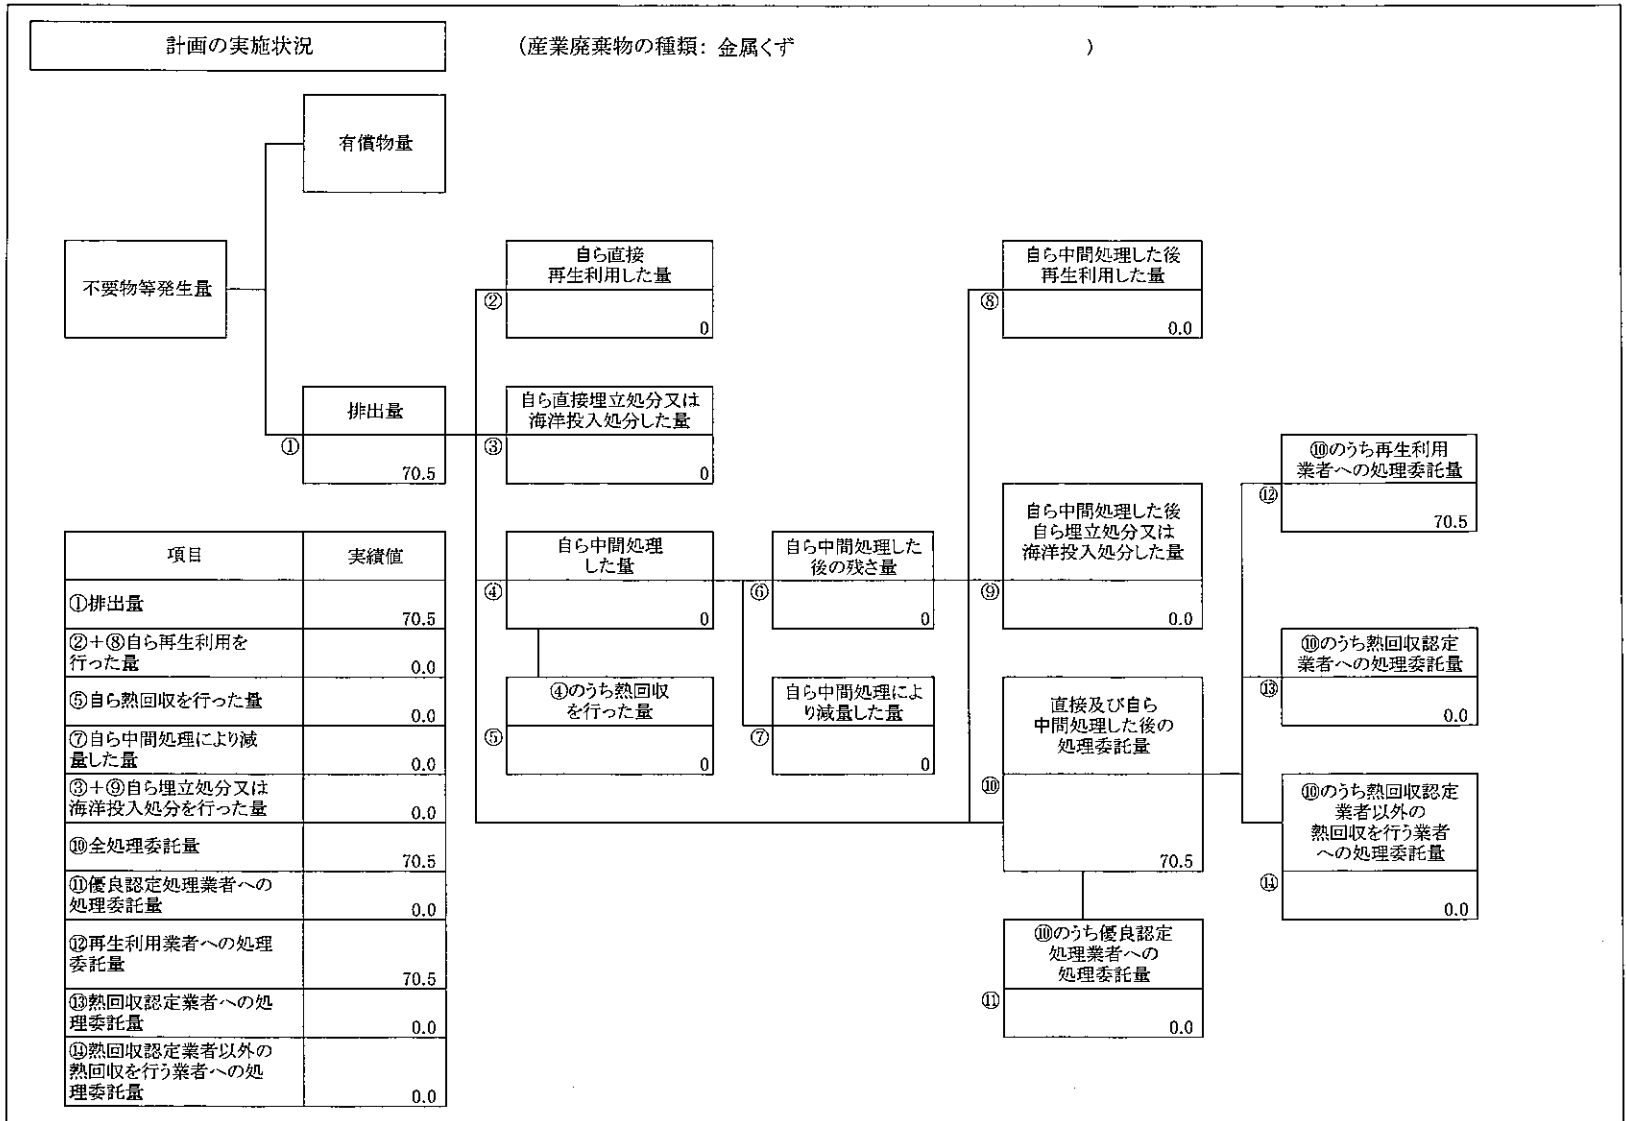 計画の実施状況
（産業廃棄物の種類： 金属くず ）
有償物量
不要物等発生量
排出量
①
70.5
自ら直接
再生利用した量
②
0
自ら直接埋立処分又は
海洋投入処分した量
③
0
自ら中間処理
した量
④
0
④のうち熱回収
を行った量
⑤
0
自ら中間処理した
後の残さ量
⑥
0
自ら中間処理によ
り減量した量
⑦
0
自ら中間処理した後
再生利用した量
⑧
0.0
自ら中間処理した後
自ら埋立処分又は
海洋投入処分した量
⑨
0.0
直接及び自ら
中間処理した後の
処理委託量
⑩
70.5
⑩のうち優良認定
処理業者への
処理委託量
⑪
0.0
⑩のうち再生利用
業者への処理委託量
⑫
70.5
⑩のうち熱回収認定
業者への処理委託量
⑬
0.0
⑩のうち熱回収認定
業者以外の
熱回収を行う業者
への処理委託量
⑭
0.0
項目 実績値
①排出量
70.5
②＋⑧自ら再生利用を
行った量
0.0
⑤自ら熱回収を行った量
0.0
⑦自ら中間処理により減
量した量
0.0
③＋⑨自ら埋立処分又は
海洋投入処分を行った量
0.0
⑩全処理委託量
70.5
⑪優良認定処理業者への
処理委託量
0.0
⑫再生利用業者への処理
委託量
70.5
⑬熱回収認定業者への処
理委託量
0.0
⑭熱回収認定業者以外の
熱回収を行う業者への処
理委託量
0.0